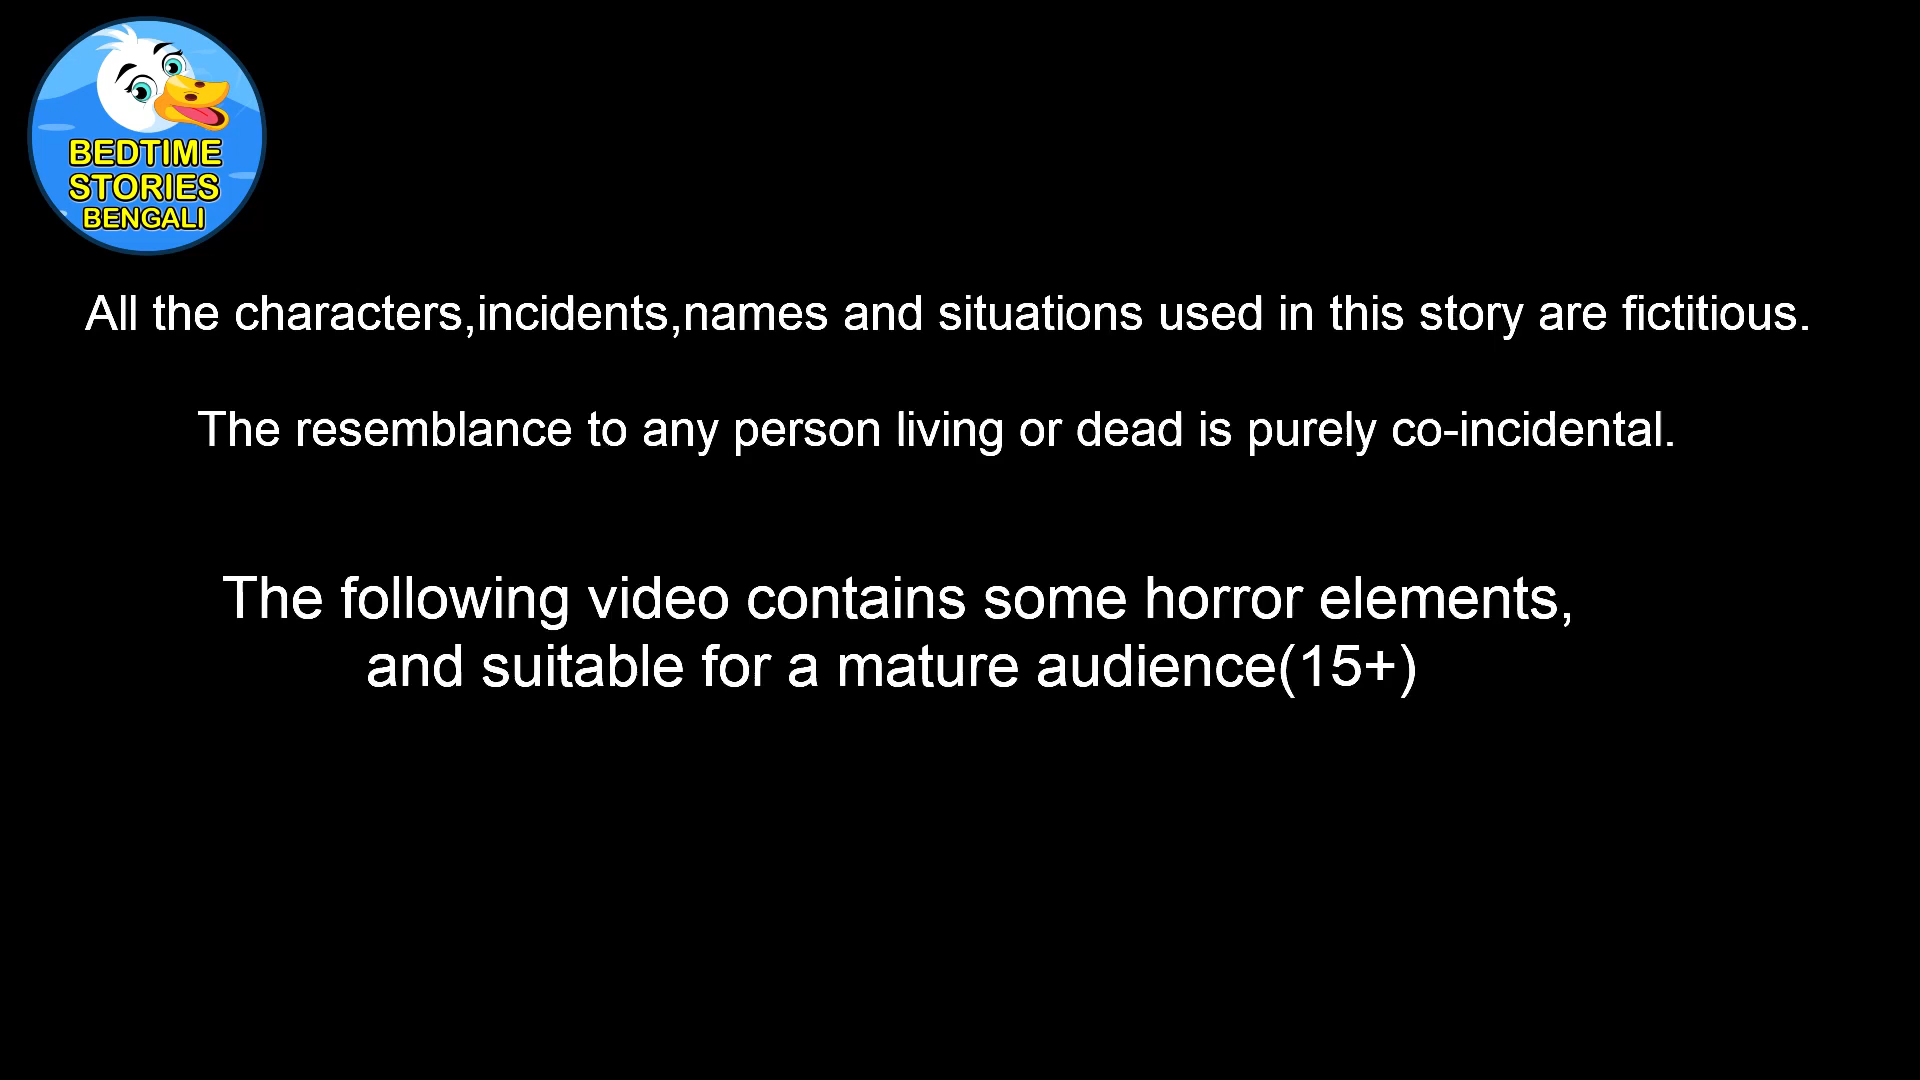 BEDTIME
STORIES
BENGALI
All the characters,incidents,names and situations used in this story are fictitious.
The resemblance to any person living or dead is purely co-incidental.
The following video contains some horror elements,
and suitable for a mature audience(15+)